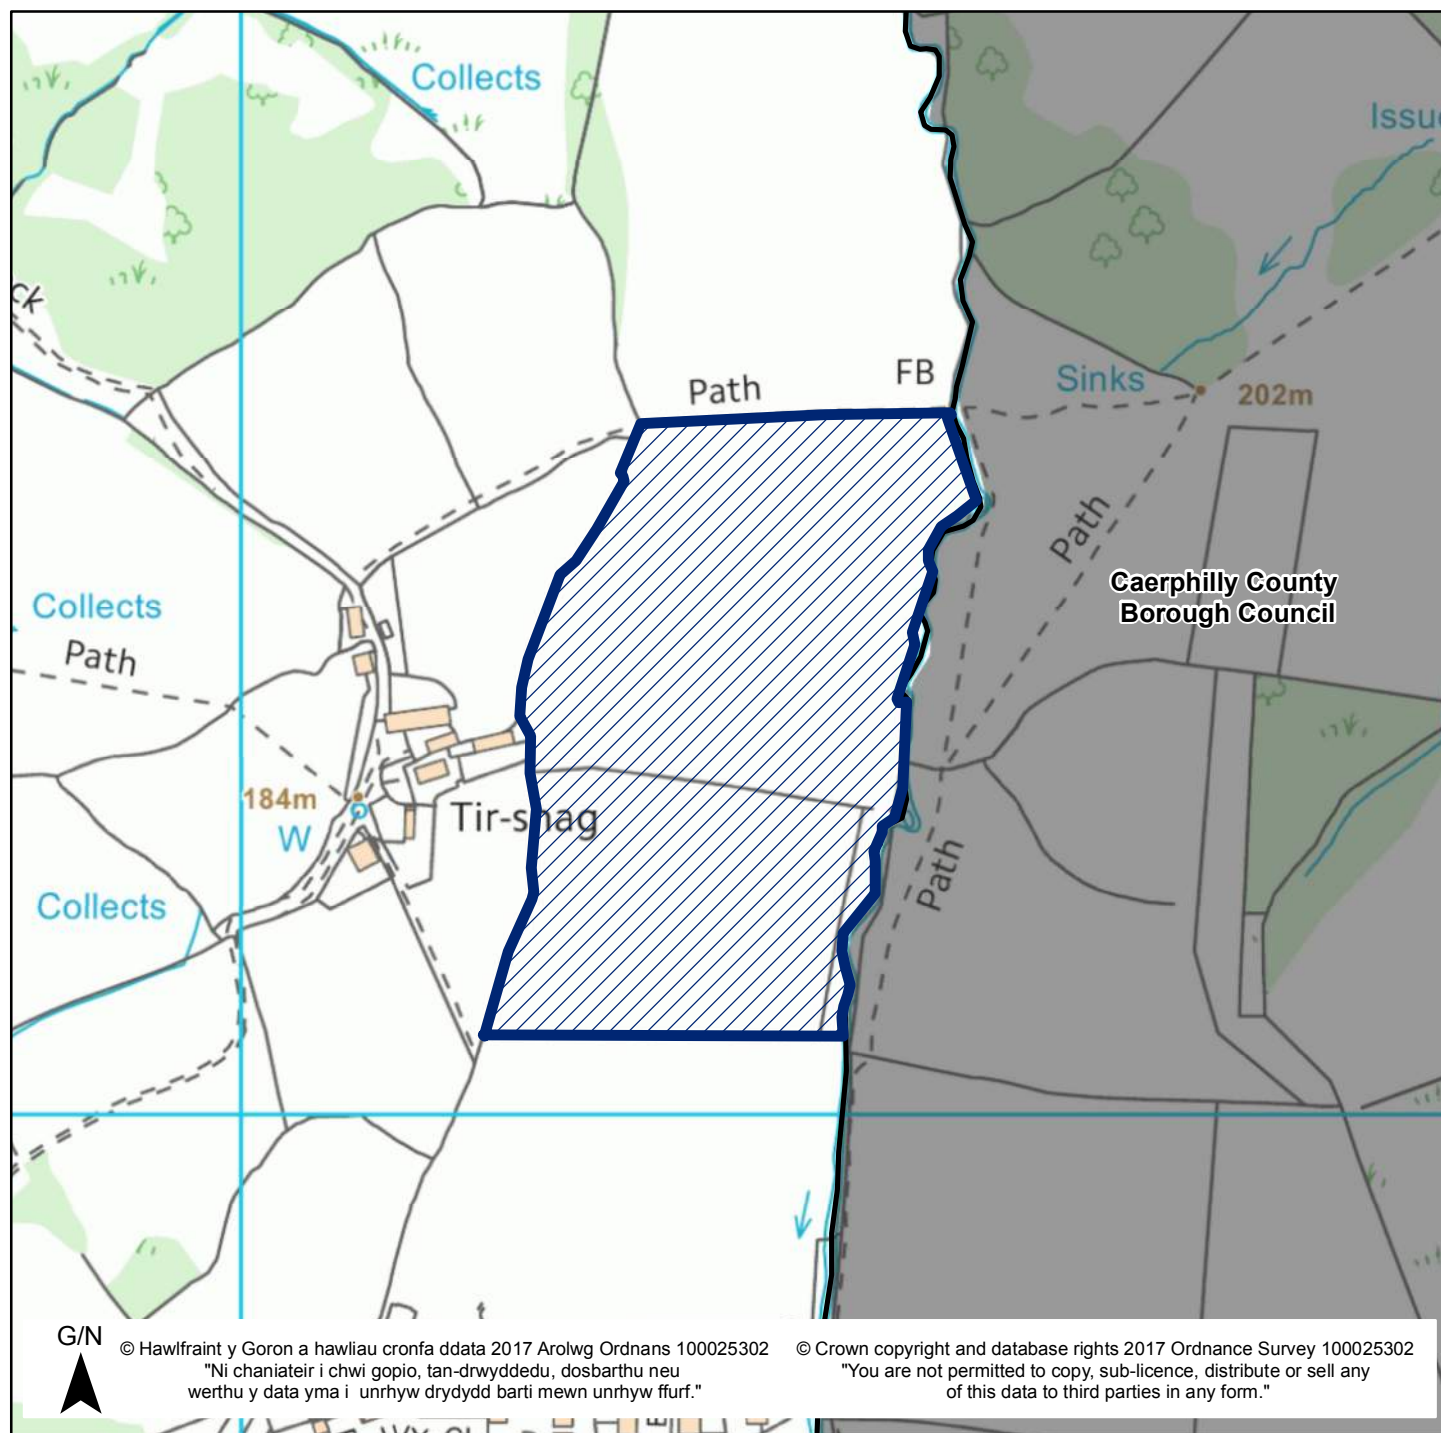 Collects
Issue
ck
Path
FB
Sinks
202m
Path
Caerphilly County
Borough Council
Collects
Path
184m
W
Tir-shag
Path
Collects
G/N
© Hawlfraint y Goron a hawliau cronfa ddata 2017 Arolwg Ordnans 100025302
"Ni chaniateir i chwi gopio, tan-drwyddedu, dosbarthu neu
werthu y data yma i unrhyw drydydd barti mewn unrhyw ffurf."
© Crown copyright and database rights 2017 Ordnance Survey 100025302
"You are not permitted to copy, sub-licence, distribute or sell any
of this data to third parties in any form."